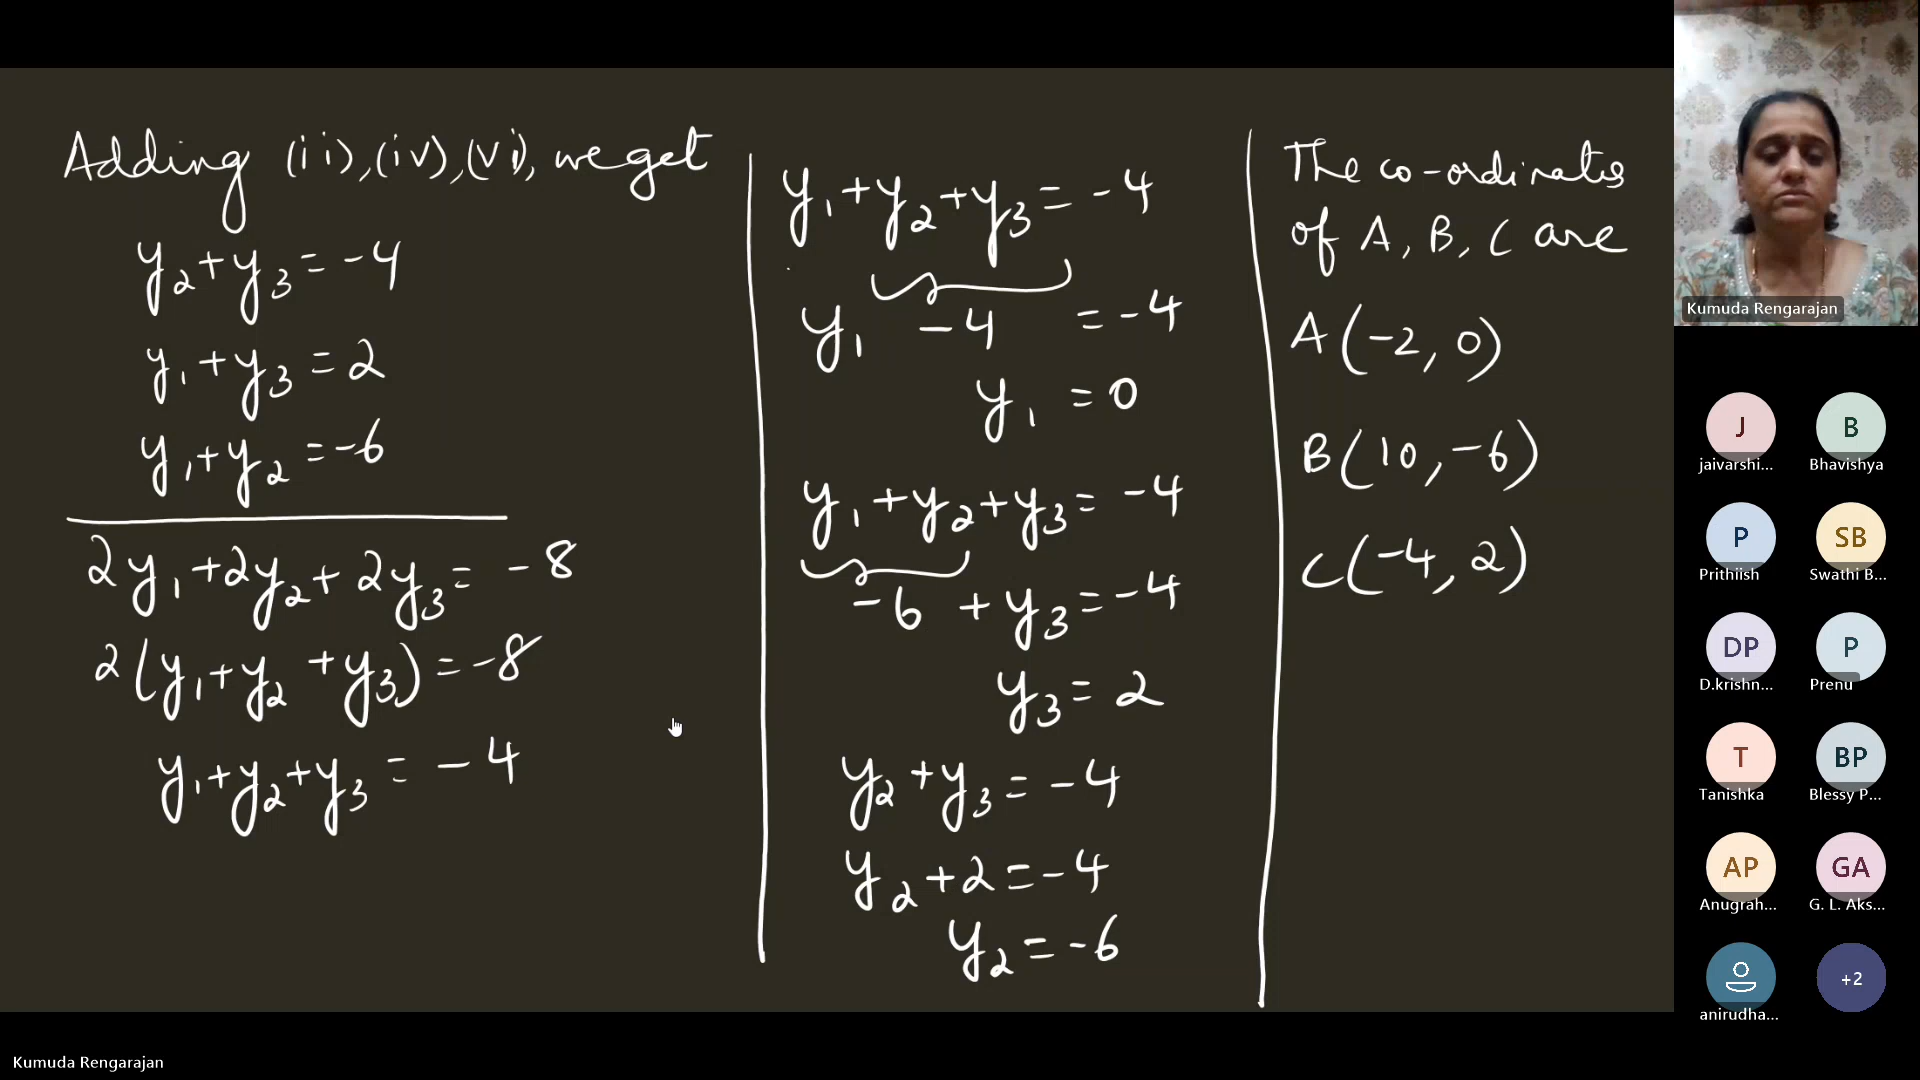 Adding (ii), (iv), (vi), we get
y₂ + y₃ = -4
y₁ + y₃ = 2
y₁ + y₂ = -6
2y₁ + 2y₂ + 2y₃ = -8
2(y₁ + y₂ + y₃) = -8
y₁ + y₂ + y₃ = -4
y₁ + y₂ + y₃ = -4
y₁ -4 = -4
y₁ = 0
y₁ + y₂ + y₃ = -4
-6 + y₃ = -4
y₃ = 2
y₂ + y₃ = -4
y₂ + 2 = -4
y₂ = -6
The co-ordinates
of A, B, C are
A(-2, 0)
B(10, -6)
C(-4, 2)
Kumuda Rengarajan
J
jaivarshi...
B
Bhavishya
P
Prithiish
SB
Swathi B...
DP
D.krishn...
P
Prenu
T
Tanishka
BP
Blessy P...
AP
Anugrah...
GA
G. L. Aks...
anirudha...
+2
Kumuda Rengarajan